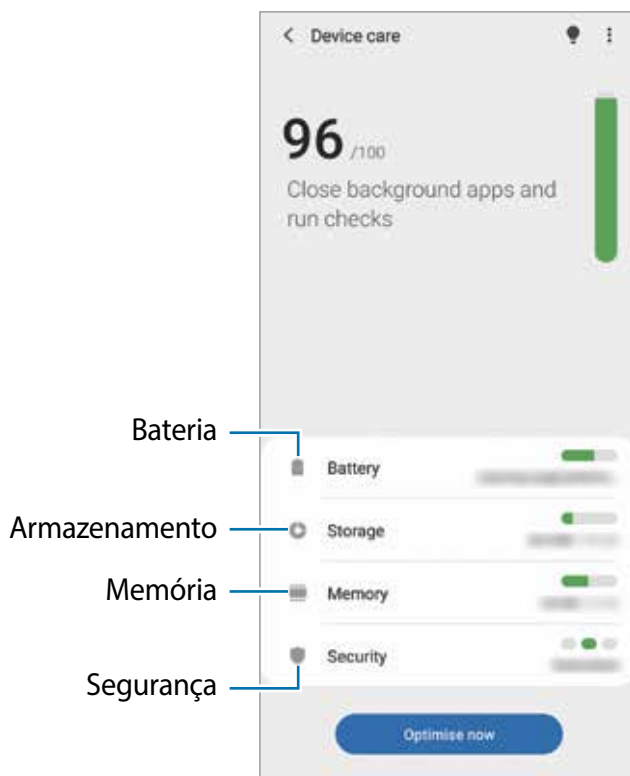 Device care
96 /100
Close background apps and
run checks
Bateria
Battery
Armazenamento
Storage
Memória
Memory
Segurança
Security
Optimise now